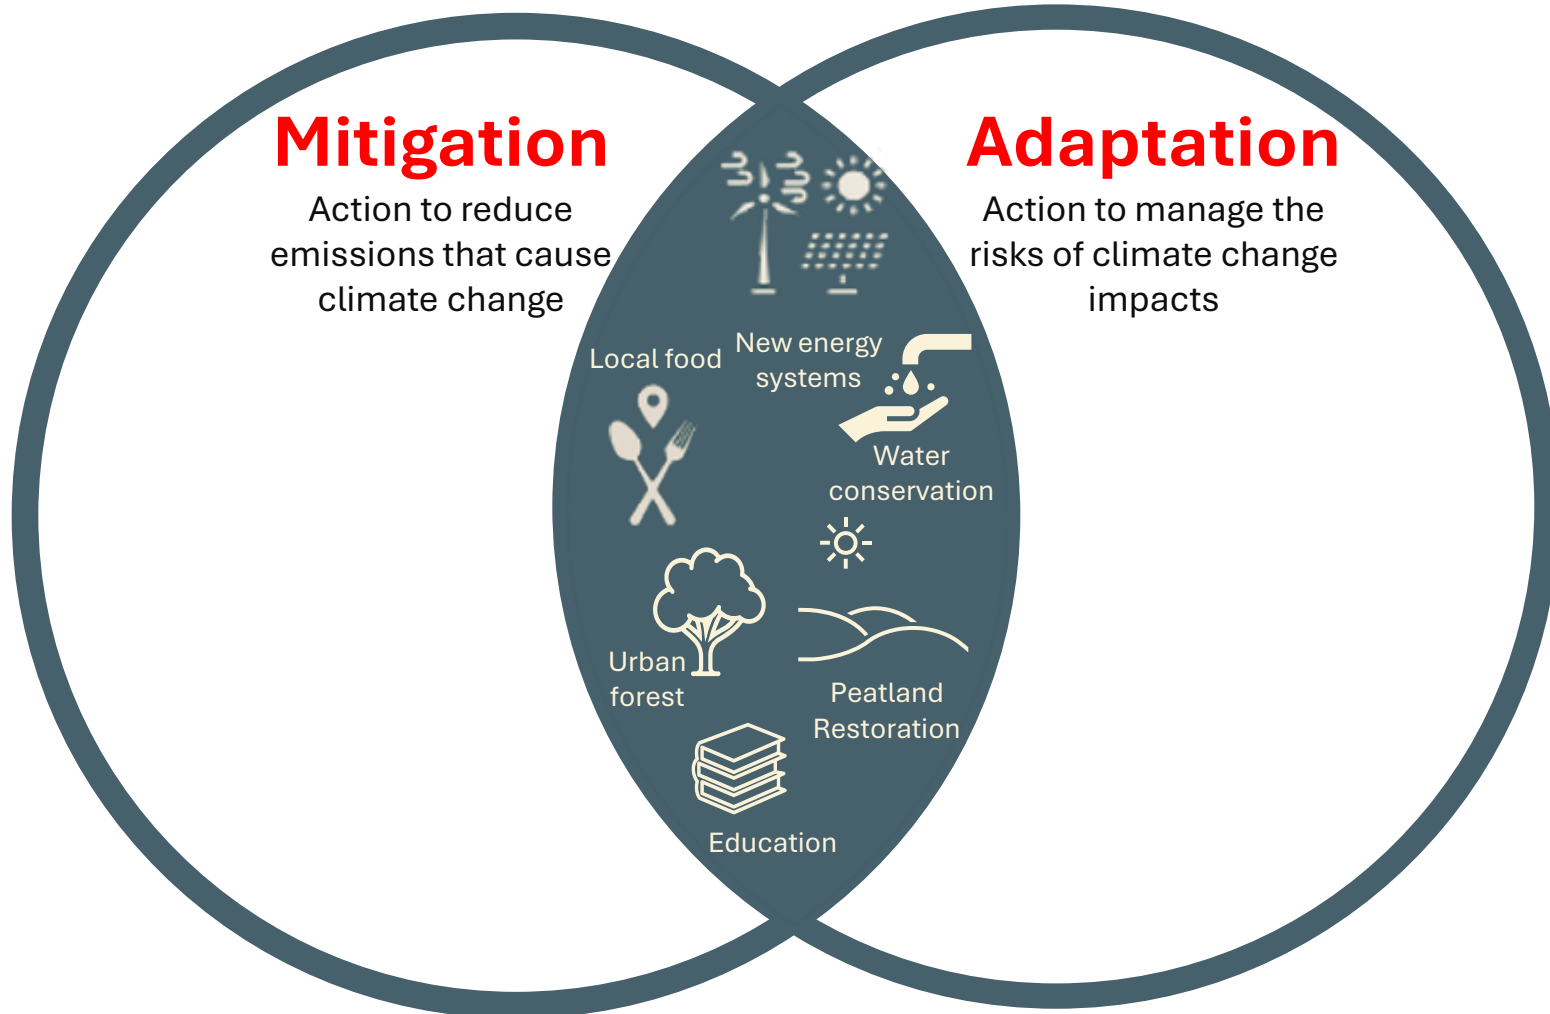 Mitigation
Action to reduce
emissions that cause
climate change
Adaptation
Action to manage the
risks of climate change
impacts
New energy
systems
Local food
Water
conservation
Urban
forest
Peatland
Restoration
Education